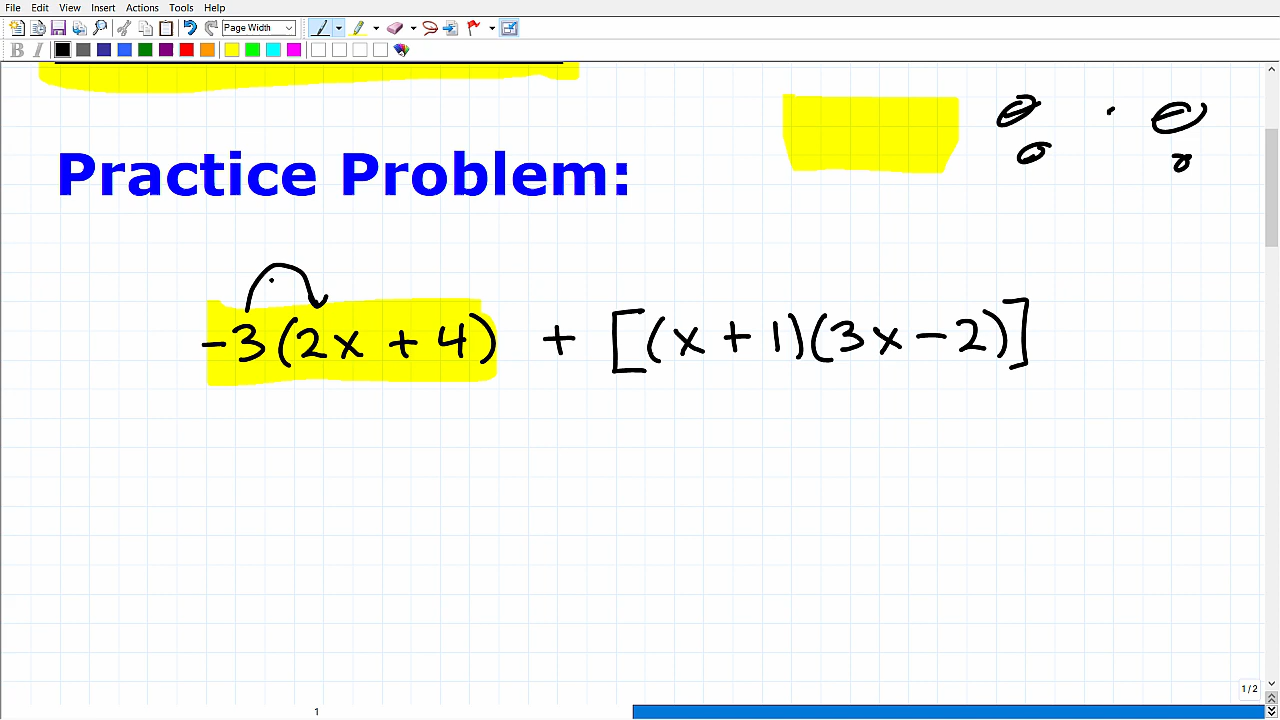 File Edit View Insert Actions Tools Help
Page Width
B I
Practice Problem:
-3(2x + 4) + [(x + 1)(3x - 2)]
1/2
1